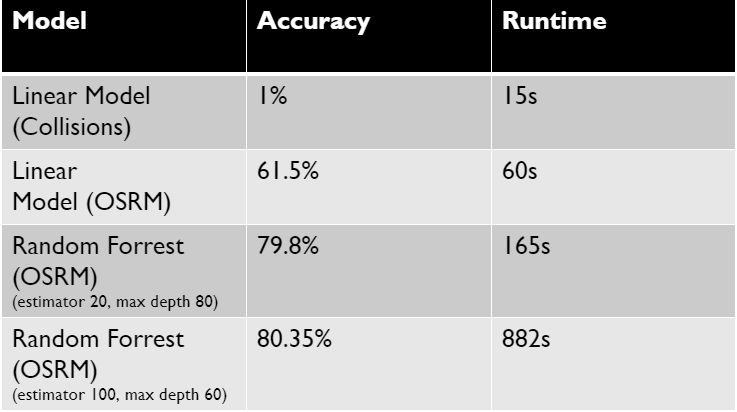 Model Accuracy Runtime
Linear Model 1% 15s
(Collisions)
Linear 61.5% 60s
Model (OSRM)
Random Forrest 79.8% 165s
(OSRM)
(estimator 20, max depth 80)
Random Forrest 80.35% 882s
(OSRM)
(estimator 100, max depth 60)